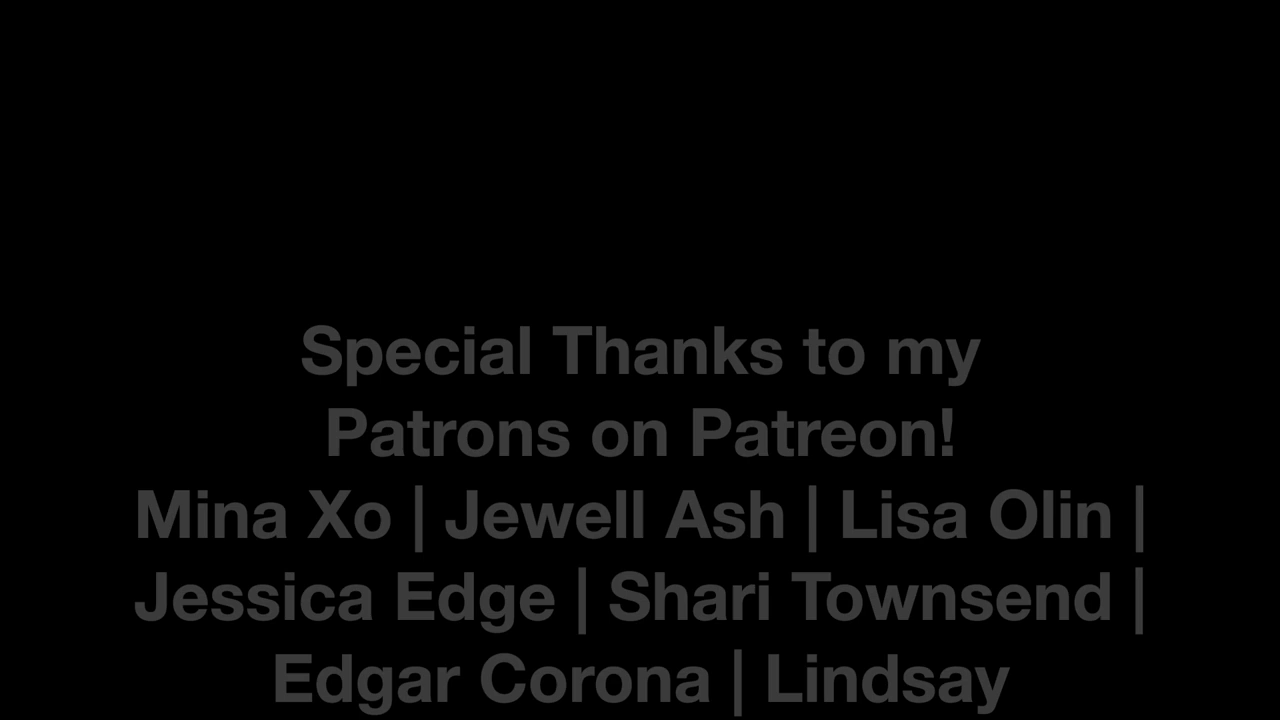 Special Thanks to my
Patrons on Patreon!
Mina Xo | Jewell Ash | Lisa Olin |
Jessica Edge | Shari Townsend |
Edgar Corona | Lindsay